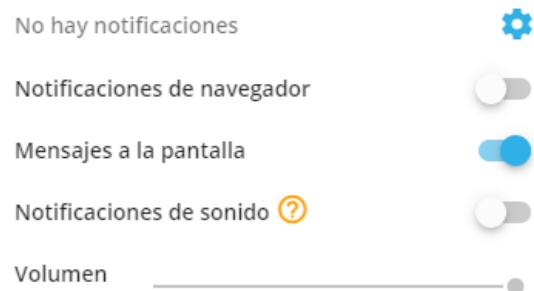 No hay notificaciones
Notificaciones de navegador
Mensajes a la pantalla
Notificaciones de sonido ?
Volumen